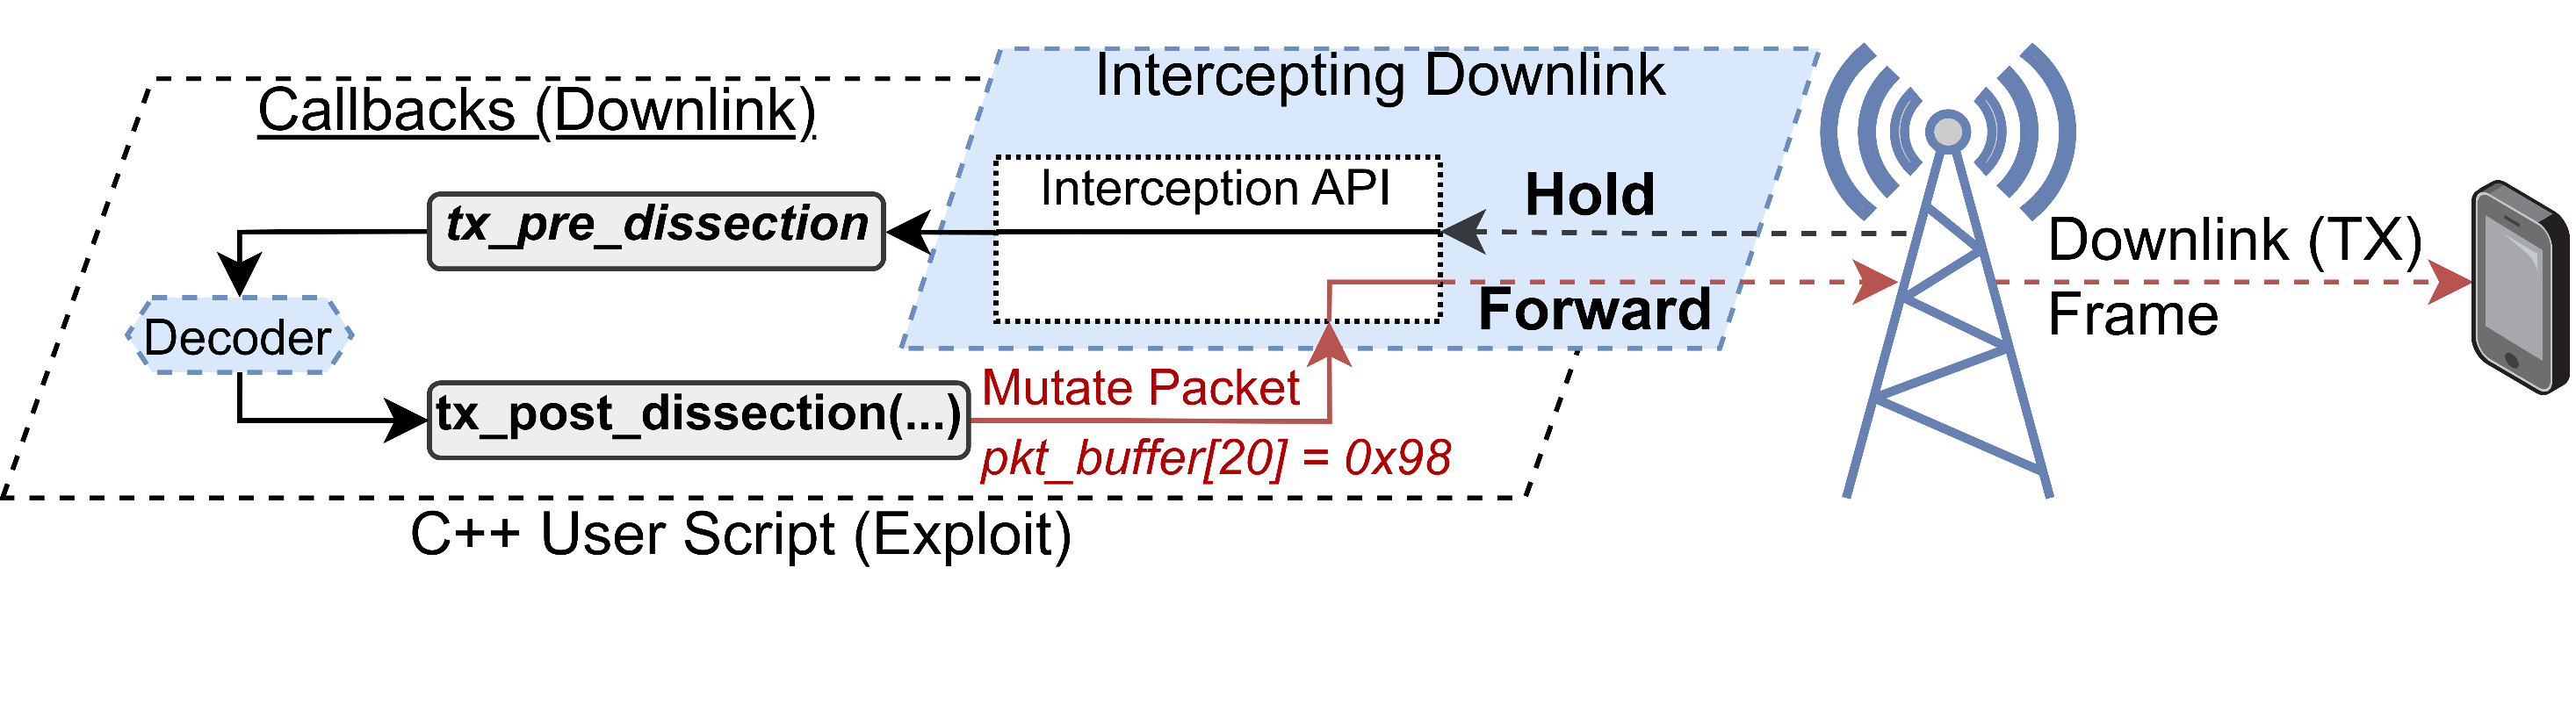 Intercepting Downlink
Callbacks (Downlink)
Interception API
Hold
tx_pre_dissection
Downlink (TX)
Frame
Forward
Decoder
Mutate Packet
tx_post_dissection(...)
pkt_buffer[20] = 0x98
C++ User Script (Exploit)